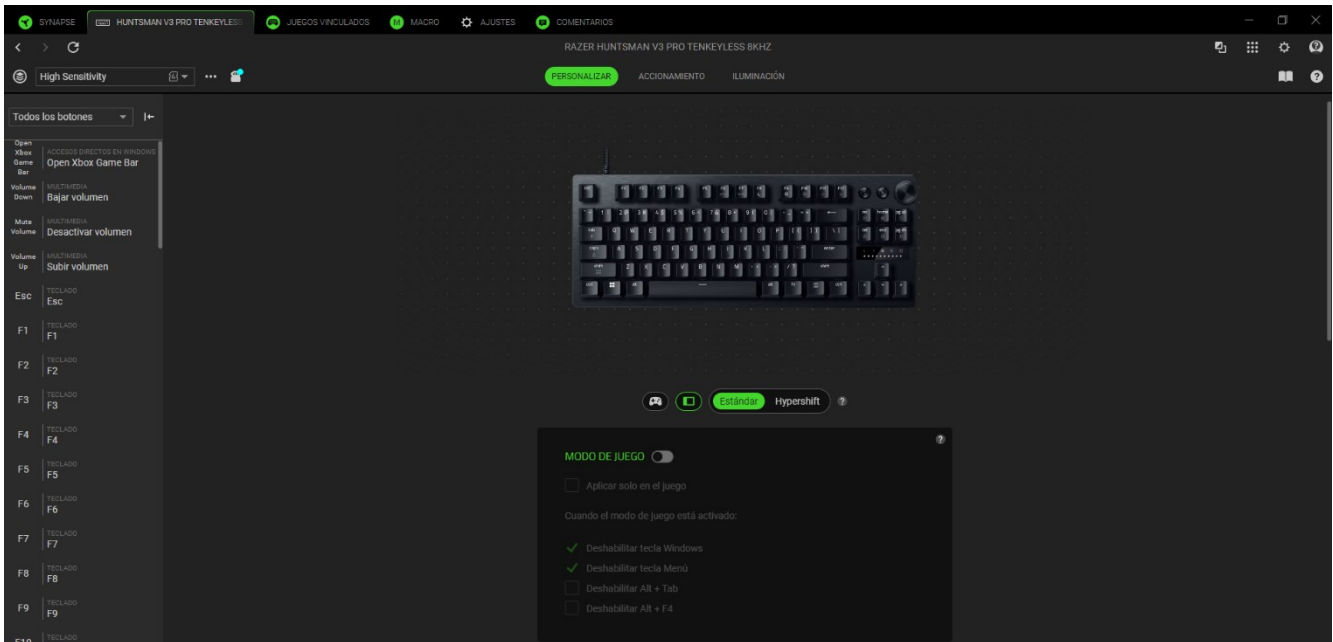 SYNAPSE
HUNTSMAN V3 PRO TENKEYLESS
JUEGOS VINCULADOS
MACRO
AJUSTES
COMENTARIOS
RAZER HUNTSMAN V3 PRO TENKEYLESS 8KHZ
High Sensitivity
PERSONALIZAR
ACCIONAMIENTO
ILUMINACIÓN
Todos los botones
Open Xbox Game Bar
ACCESOS DIRECTOS EN WINDOWS
Open Xbox Game Bar
Volume Down
MULTIMEDIA
Bajar volumen
Mute Volume
MULTIMEDIA
Desactivar volumen
Volume Up
MULTIMEDIA
Subir volumen
Esc
TECLADO
Esc
F1
TECLADO
F1
F2
TECLADO
F2
F3
TECLADO
F3
F4
TECLADO
F4
F5
TECLADO
F5
F6
TECLADO
F6
F7
TECLADO
F7
F8
TECLADO
F8
F9
TECLADO
F9
F10
TECLADO
Estándar
Hypershift
?
?
MODO DE JUEGO
Aplicar solo en el juego
Cuando el modo de juego está activado:
Deshabilitar tecla Windows
Deshabilitar tecla Menú
Deshabilitar Alt + Tab
Deshabilitar Alt + F4